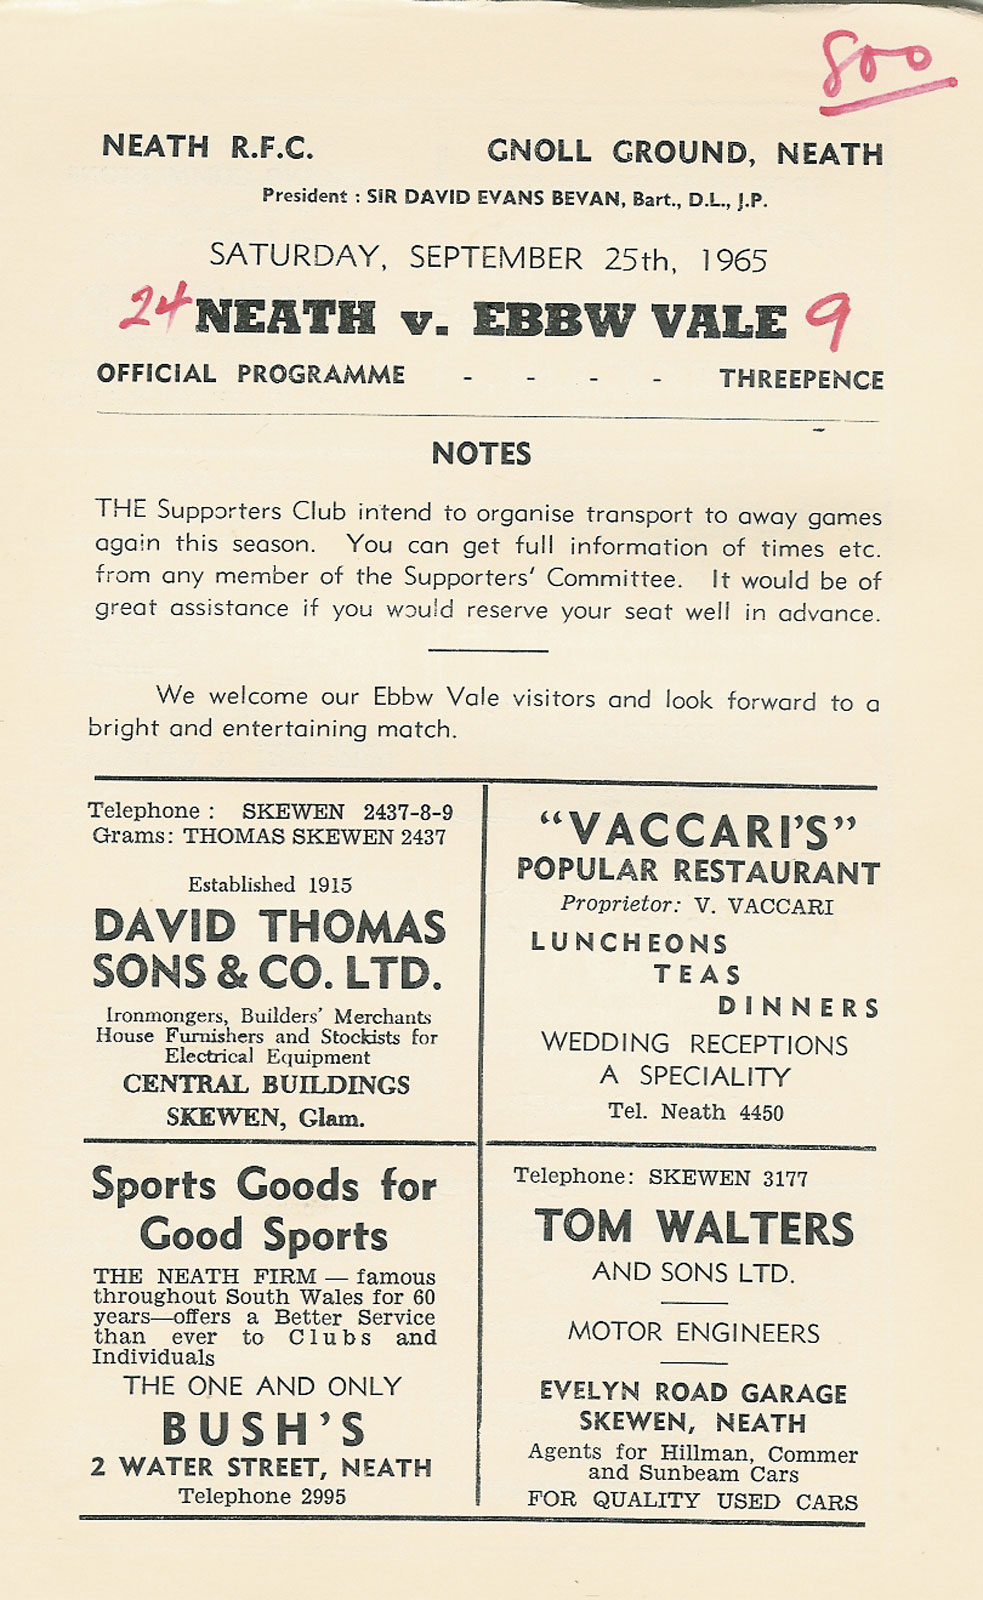 800
NEATH R.F.C. GNOLL GROUND, NEATH
President : SIR DAVID EVANS BEVAN, Bart., D.L., J.P.
SATURDAY, SEPTEMBER 25th, 1965
24 NEATH v. EBBW VALE 9
OFFICIAL PROGRAMME - - - - THREEPENCE
NOTES
THE Supporters Club intend to organise transport to away games
again this season. You can get full information of times etc.
from any member of the Supporters' Committee. It would be of
great assistance if you would reserve your seat well in advance.
We welcome our Ebbw Vale visitors and look forward to a
bright and entertaining match.
Telephone : SKEWEN 2437-8-9
Grams: THOMAS SKEWEN 2437
Established 1915
DAVID THOMAS
SONS & CO. LTD.
Ironmongers, Builders' Merchants
House Furnishers and Stockists for
Electrical Equipment
CENTRAL BUILDINGS
SKEWEN, Glam.
"VACCARI'S"
POPULAR RESTAURANT
Proprietor: V. VACCARI
LUNCHEONS
TEAS
DINNERS
WEDDING RECEPTIONS
A SPECIALITY
Tel. Neath 4450
Sports Goods for
Good Sports
THE NEATH FIRM — famous
throughout South Wales for 60
years—offers a Better Service
than ever to Clubs and
Individuals
THE ONE AND ONLY
BUSH'S
2 WATER STREET, NEATH
Telephone 2995
Telephone: SKEWEN 3177
TOM WALTERS
AND SONS LTD.
MOTOR ENGINEERS
EVELYN ROAD GARAGE
SKEWEN, NEATH
Agents for Hillman, Commer
and Sunbeam Cars
FOR QUALITY USED CARS